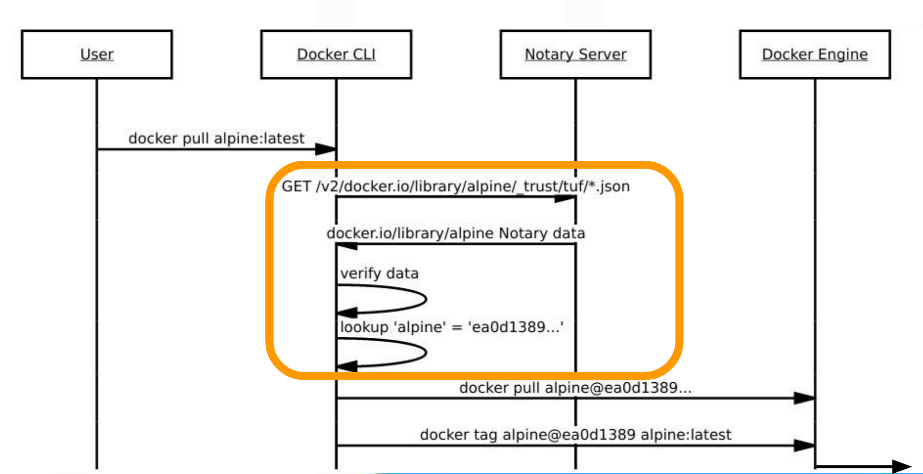 User
Docker CLI
Notary Server
Docker Engine
docker pull alpine:latest
GET /v2/docker.io/library/alpine/_trust/tuf/*.json
docker.io/library/alpine Notary data
verify data
lookup 'alpine' = 'ea0d1389...'
docker pull alpine@ea0d1389...
docker tag alpine@ea0d1389 alpine:latest